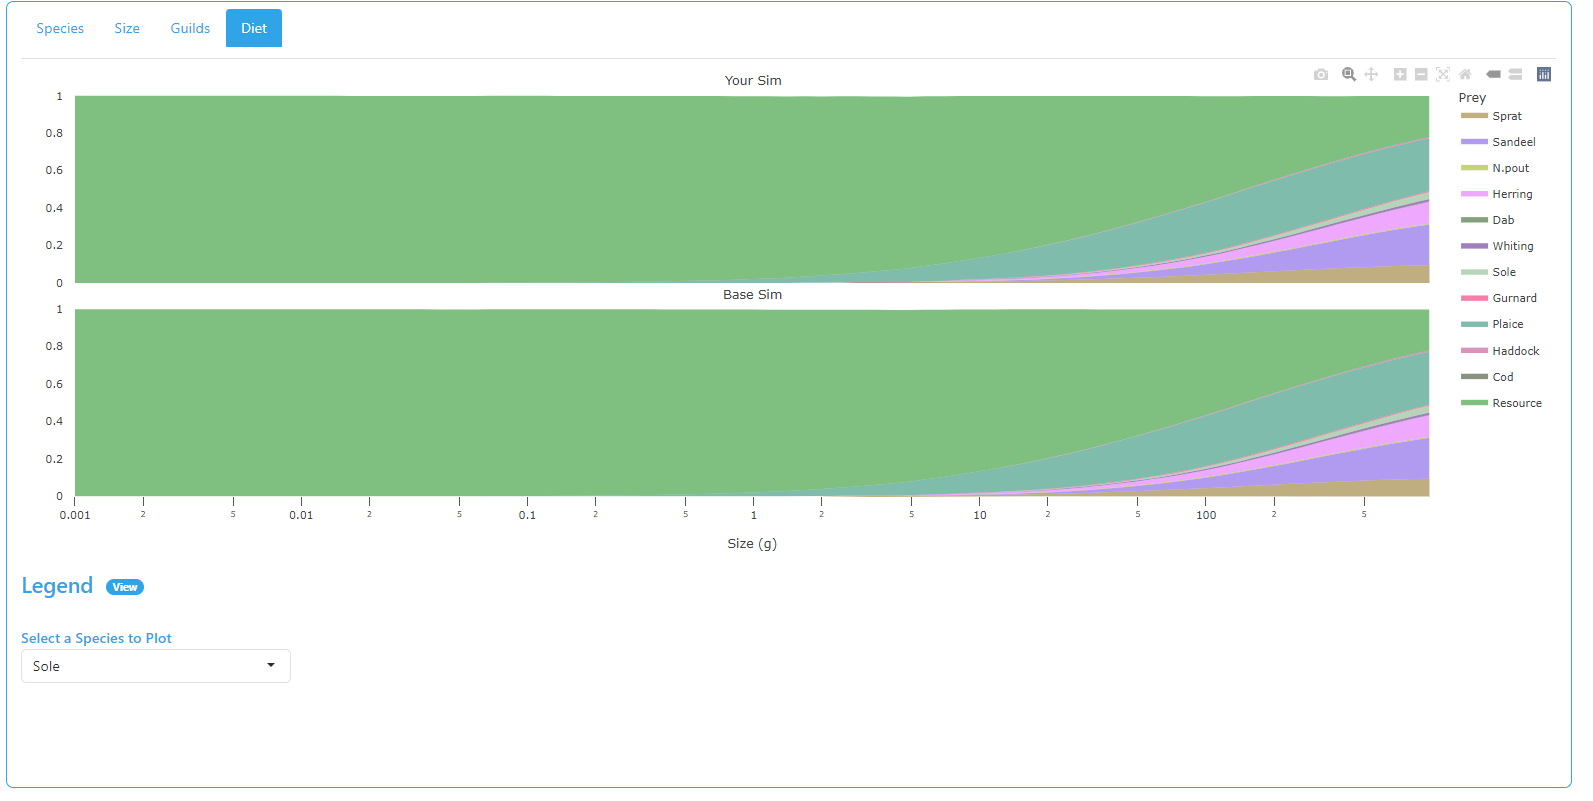 Species Size Guilds Diet
Your Sim
1
0.8
0.6
0.4
0.2
0
Base Sim
1
0.8
0.6
0.4
0.2
0
0.001 2 5 0.01 2 5 0.1 2 5 1 2 5 10 2 5 100 2 5
Size (g)
Prey
Sprat
Sandeel
N.pout
Herring
Dab
Whiting
Sole
Gurnard
Plaice
Haddock
Cod
Resource
Legend View
Select a Species to Plot
Sole